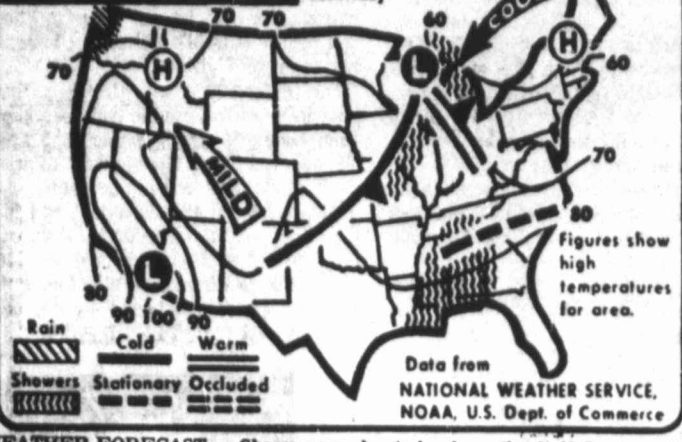 70 70 60 COOL
H
70 H L 60
MILD
70
80
Figures show
high
temperatures
for area.
L
80
90 100 90
Rain Cold Warm
Showers Stationary Occluded
Data from
NATIONAL WEATHER SERVICE,
NOAA, U.S. Dept. of Commerce